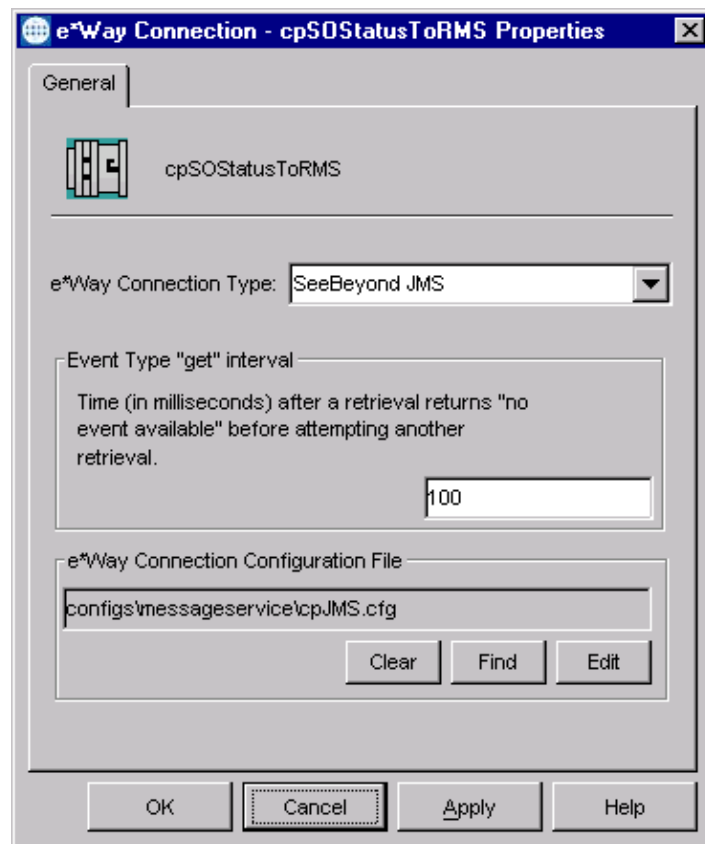 e*Way Connection - cpSOStatusToRMS Properties
General
cpSOStatusToRMS
e*Way Connection Type: SeeBeyond JMS
Event Type "get" interval
Time (in milliseconds) after a retrieval returns "no
event available" before attempting another
retrieval.
100
e*Way Connection Configuration File
configs\messageservice\cpJMS.cfg
Clear Find Edit
OK Cancel Apply Help